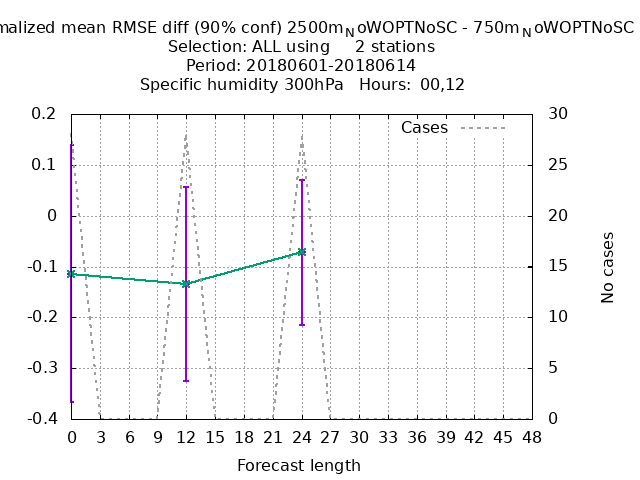 malized mean RMSE diff (90% conf) 2500mNoWOPTNoSC - 750mNoWOPTNoSC
Selection: ALL using 2 stations
Period: 20180601-20180614
Specific humidity 300hPa Hours: 00,12
Cases
0.2
0.1
0
-0.1
-0.2
-0.3
-0.4
30
25
20
15
10
5
0
No cases
0 3 6 9 12 15 18 21 24 27 30 33 36 39 42 45 48
Forecast length